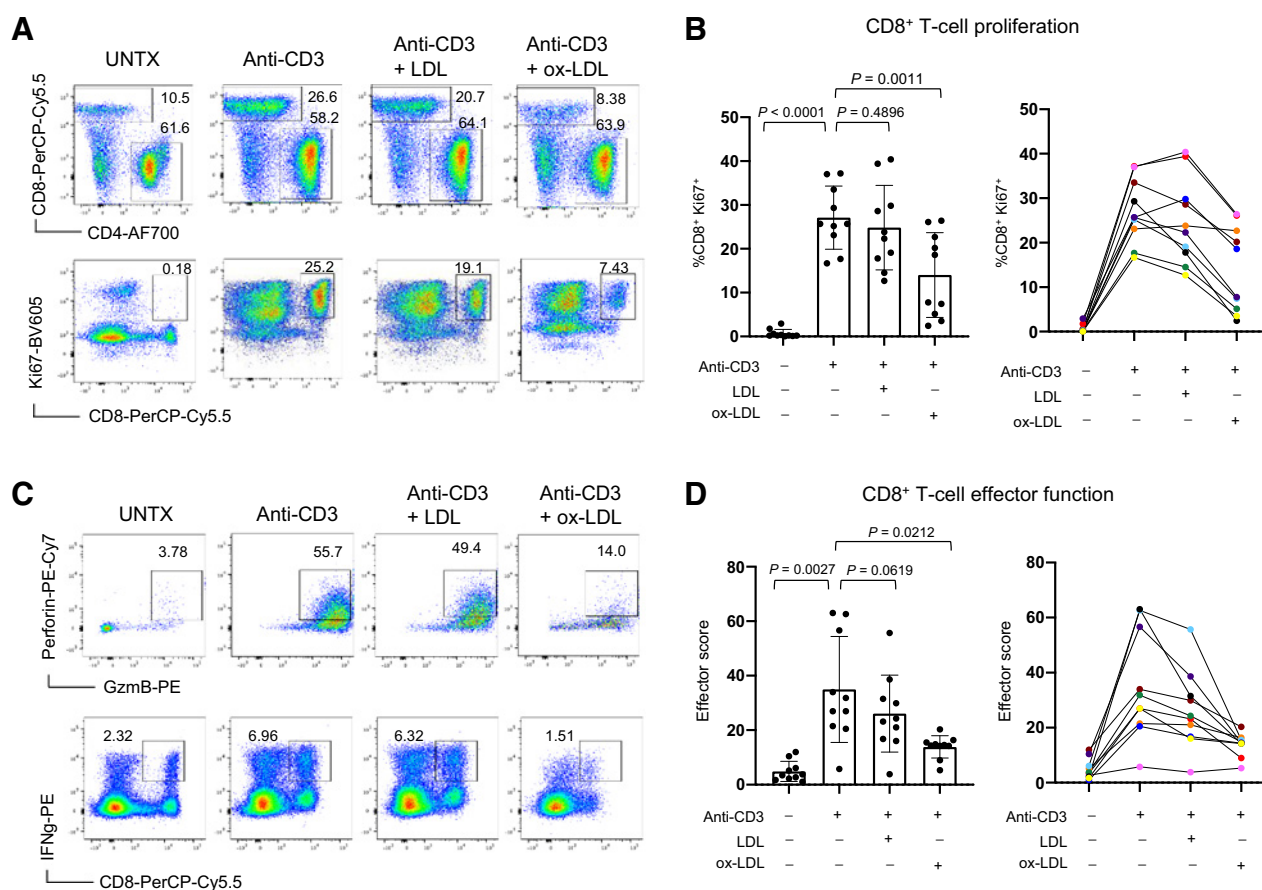 A
UNTX
Anti-CD3
Anti-CD3
+ LDL
Anti-CD3
+ ox-LDL
CD8-PerCP-Cy5.5
10.5
61.6
26.6
58.2
20.7
64.1
8.38
63.9
CD4-AF700
Ki67-BV605
0.18
25.2
19.1
7.43
CD8-PerCP-Cy5.5
B
CD8⁺ T-cell proliferation
P = 0.0011
P < 0.0001
P = 0.4896
%CD8⁺ Ki67⁺
50
40
30
20
10
0
Anti-CD3 – + + +
LDL – – + –
ox-LDL – – – +
%CD8⁺ Ki67⁺
50
40
30
20
10
0
Anti-CD3 – + + +
LDL – – + –
ox-LDL – – – +
C
UNTX
Anti-CD3
Anti-CD3
+ LDL
Anti-CD3
+ ox-LDL
Perforin-PE-Cy7
3.78
55.7
49.4
14.0
GzmB-PE
IFNg-PE
2.32
6.96
6.32
1.51
CD8-PerCP-Cy5.5
D
CD8⁺ T-cell effector function
P = 0.0212
P = 0.0027
P = 0.0619
Effector score
80
60
40
20
0
Anti-CD3 – + + +
LDL – – + –
ox-LDL – – – +
Effector score
80
60
40
20
0
Anti-CD3 – + + +
LDL – – + –
ox-LDL – – – +